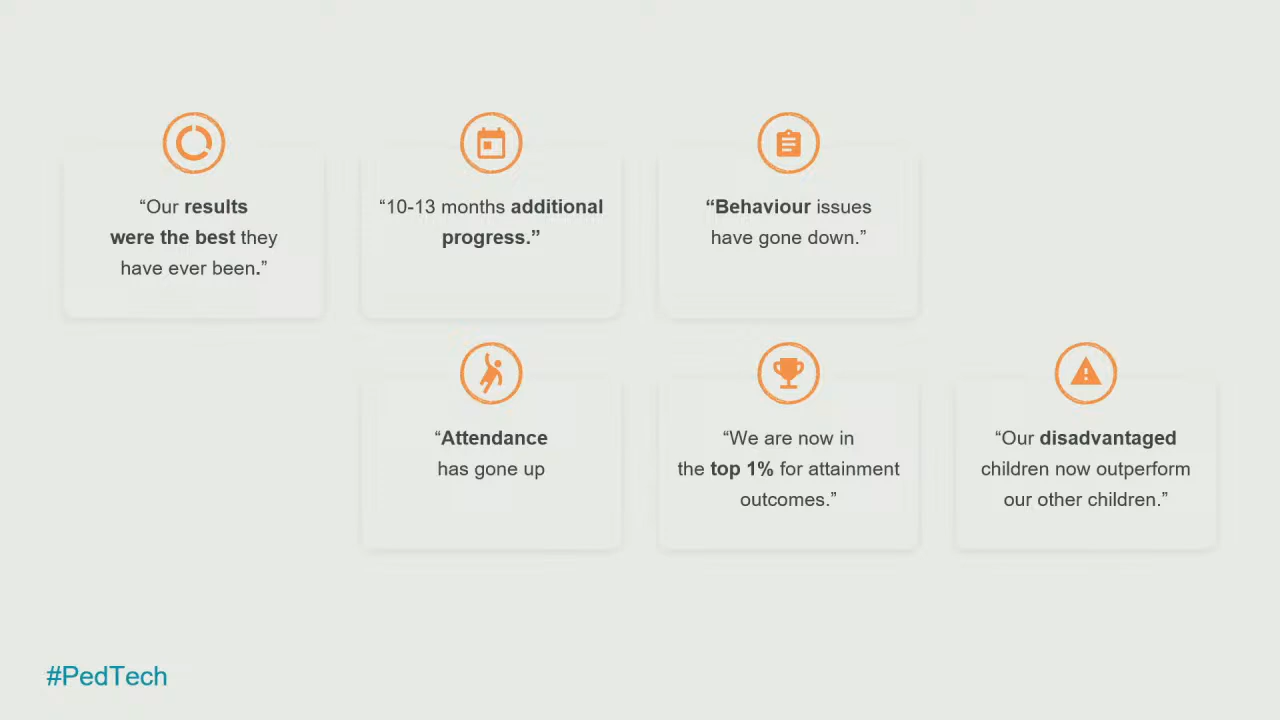 “Our results
were the best they
have ever been.”
“10-13 months additional
progress.”
“Behaviour issues
have gone down.”
“Attendance
has gone up
“We are now in
the top 1% for attainment
outcomes.”
“Our disadvantaged
children now outperform
our other children.”
#PedTech